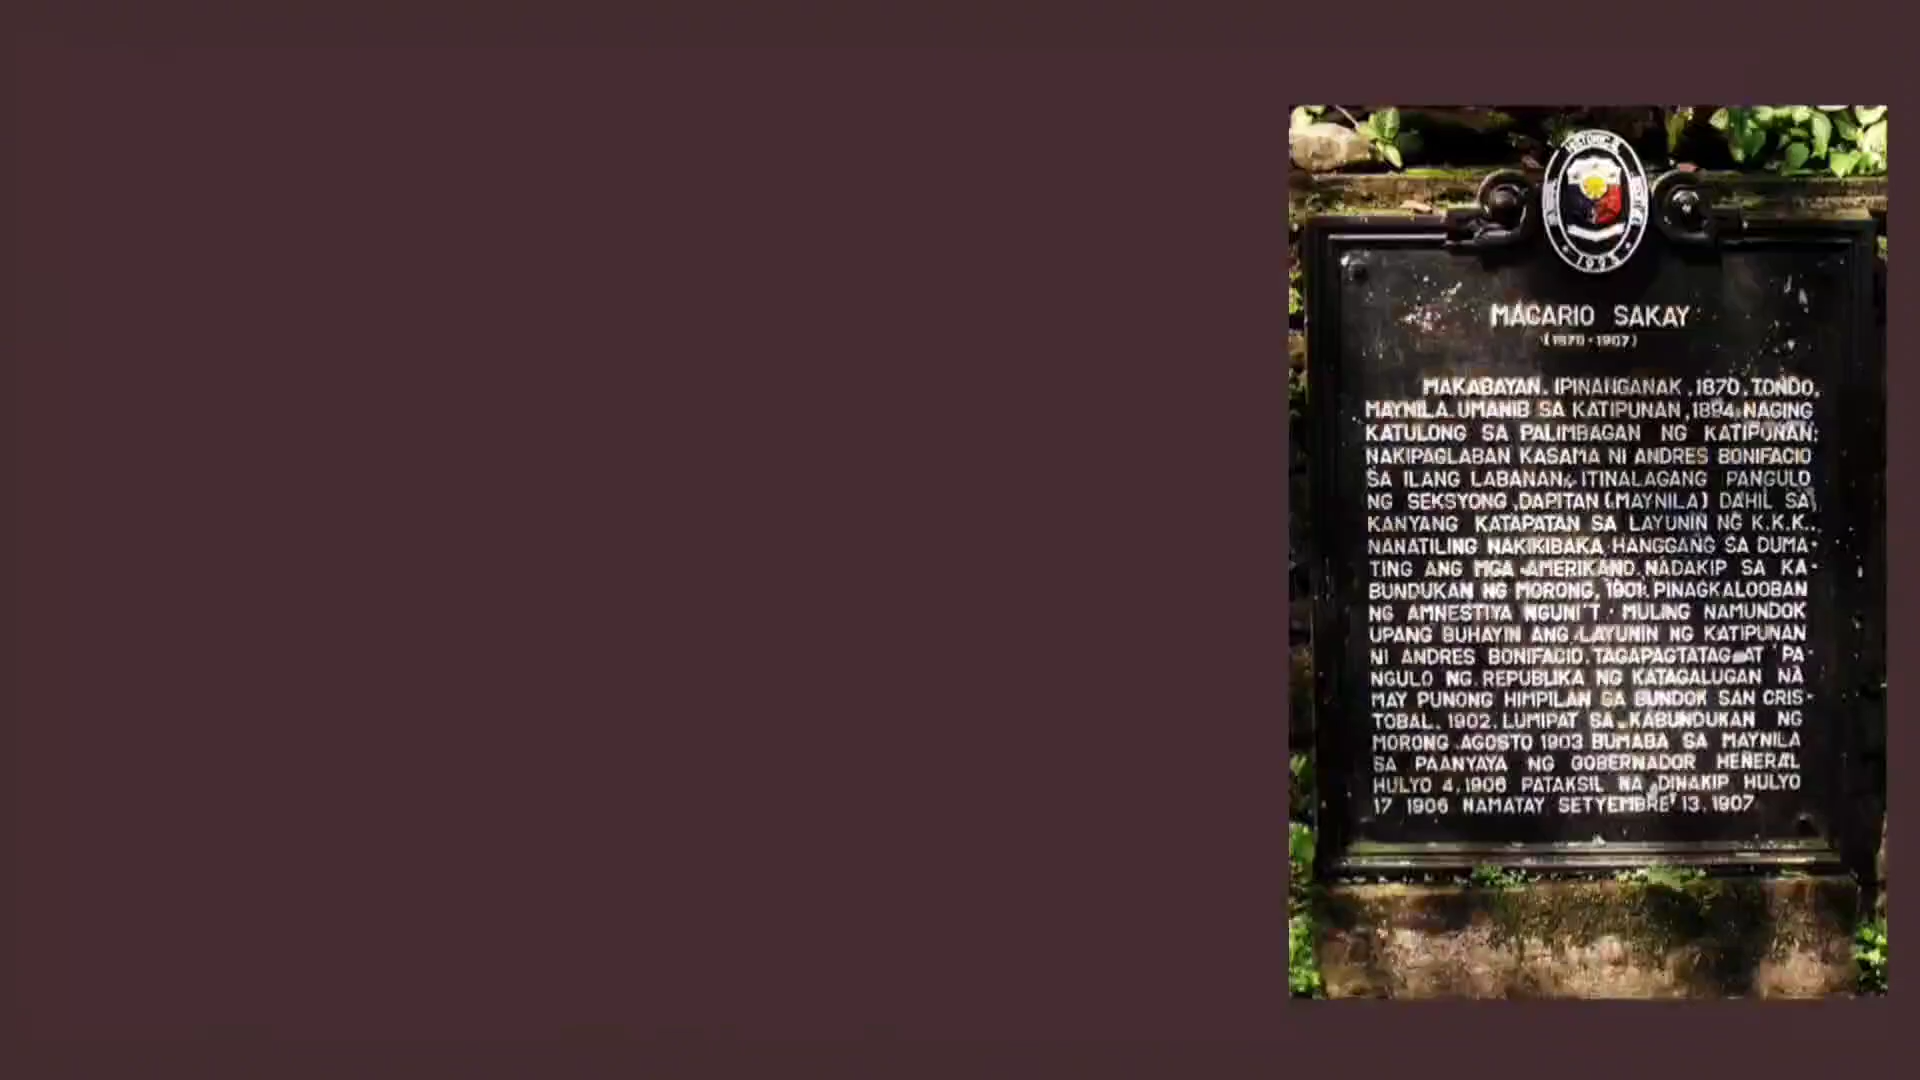 HISTORICAL
1993
MACARIO SAKAY
(1870-1907)
MAKABAYAN. IPINANGANAK, 1870, TONDO,
MAYNILA. UMANIB SA KATIPUNAN, 1894; NAGING
KATULONG SA PALIMBAGAN NG KATIPUNAN;
NAKIPAGLABAN KASAMA NI ANDRES BONIFACIO
SA ILANG LABANAN; ITINALAGANG PANGULO
NG SEKSYONG DAPITAN (MAYNILA) DAHIL SA
KANYANG KATAPATAN SA LAYUNIN NG K.K.K.,
NANATILING NAKIKIBAKA HANGGANG SA DUMA-
TING ANG MGA AMERIKANO. NADAKIP SA KA-
BUNDUKAN NG MORONG, 1901; PINAGKALOOBAN
NG AMNESTIYA NGUNI'T MULING NAMUNDOK
UPANG BUHAYIN ANG LAYUNIN NG KATIPUNAN
NI ANDRES BONIFACIO. TAGAPAGTATAG AT PA-
NGULO NG REPUBLIKA NG KATAGALUGAN NA
MAY PUNONG HIMPILAN SA BUNDOK SAN CRIS-
TOBAL, 1902. LUMIPAT SA KABUNDUKAN NG
MORONG AGOSTO 1903 BUMABA SA MAYNILA
SA PAANYAYA NG GOBERNADOR HENERAL
HULYO 4, 1906 PATAKSIL NA DINAKIP HULYO
17 1906 NAMATAY SETYEMBRE 13, 1907